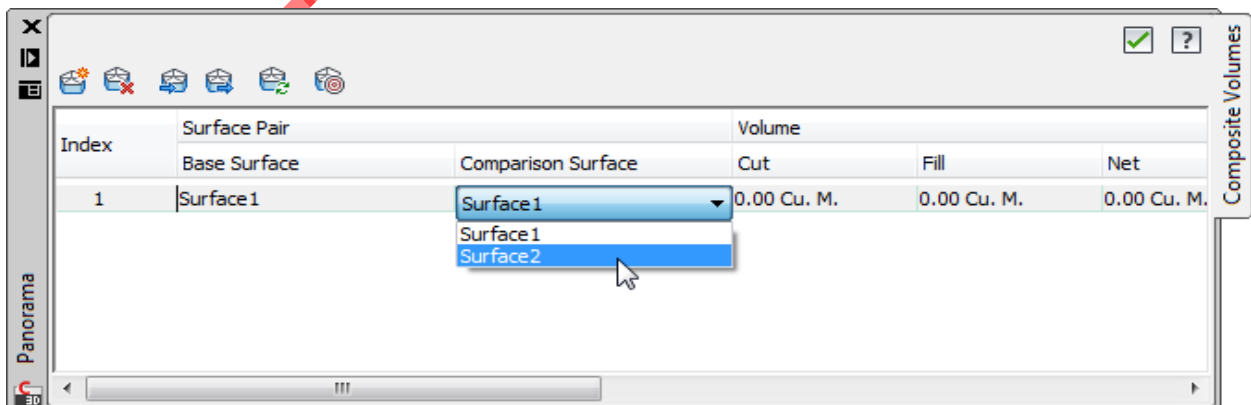 Composite Volumes
Surface Pair
Volume
Index
Base Surface
Comparison Surface
Cut
Fill
Net
1
Surface1
Surface1
0.00 Cu. M.
0.00 Cu. M.
0.00 Cu. M.
Surface1
Surface2
Panorama
C
3D